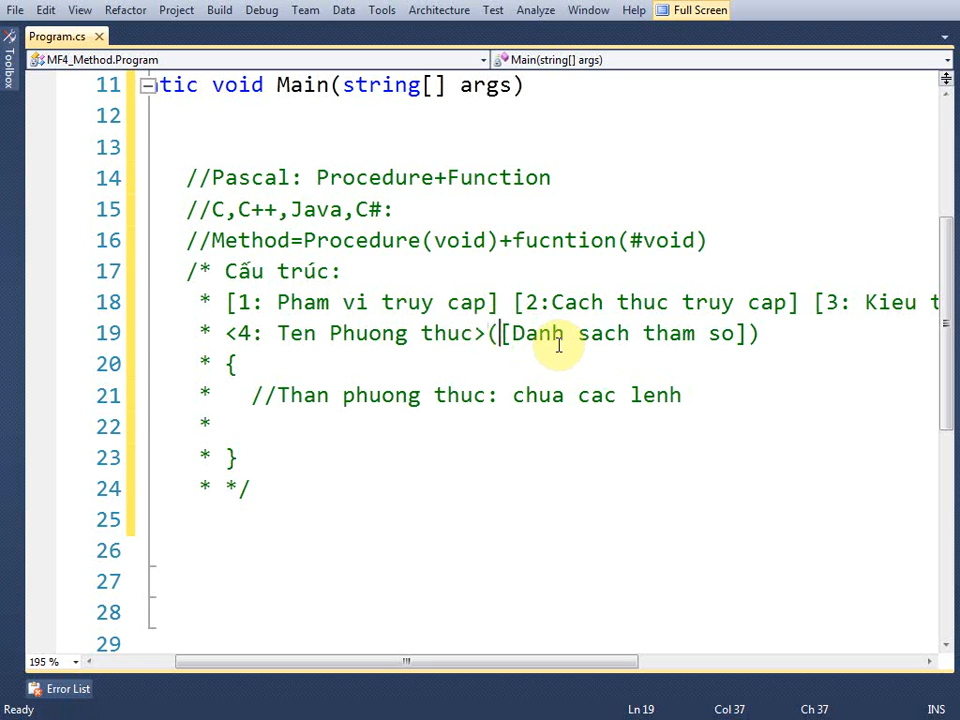 File Edit View Refactor Project Build Debug Team Data Tools Architecture Test Analyze Window Help Full Screen
Program.cs
Toolbox
MF4_Method.Program Main(string[] args)
11 tic void Main(string[] args)
12
13
14 //Pascal: Procedure+Function
15 //C,C++,Java,C#:
16 //Method=Procedure(void)+fucntion(#void)
17 /* Cấu trúc:
18 * [1: Pham vi truy cap] [2:Cach thuc truy cap] [3: Kieu t
19 * <4: Ten Phuong thuc>([Danh sach tham so])
20 * {
21 * //Than phuong thuc: chua cac lenh
22 *
23 * }
24 * */
25
26
27
28
29
195 %
Error List
Ready Ln 19 Col 37 Ch 37 INS